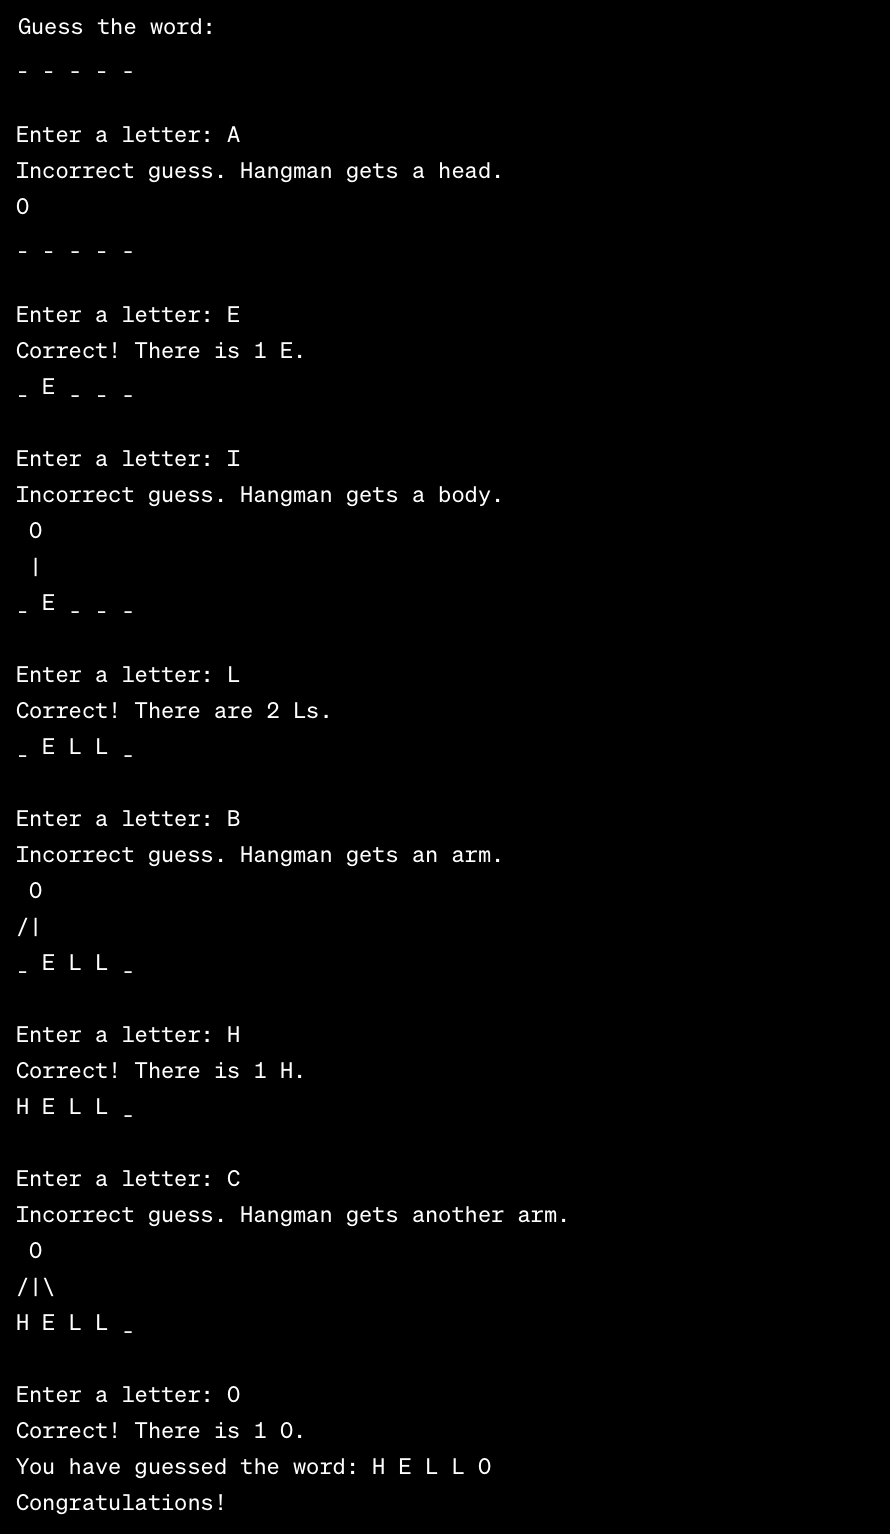 Guess the word:
_ _ _ _ _

Enter a letter: A
Incorrect guess. Hangman gets a head.
O
_ _ _ _ _

Enter a letter: E
Correct! There is 1 E.
_ E _ _ _

Enter a letter: I
Incorrect guess. Hangman gets a body.
 O
 |
_ E _ _ _

Enter a letter: L
Correct! There are 2 Ls.
_ E L L _

Enter a letter: B
Incorrect guess. Hangman gets an arm.
 O
/|
_ E L L _

Enter a letter: H
Correct! There is 1 H.
H E L L _

Enter a letter: C
Incorrect guess. Hangman gets another arm.
 O
/|\
H E L L _

Enter a letter: O
Correct! There is 1 O.
You have guessed the word: H E L L O
Congratulations!